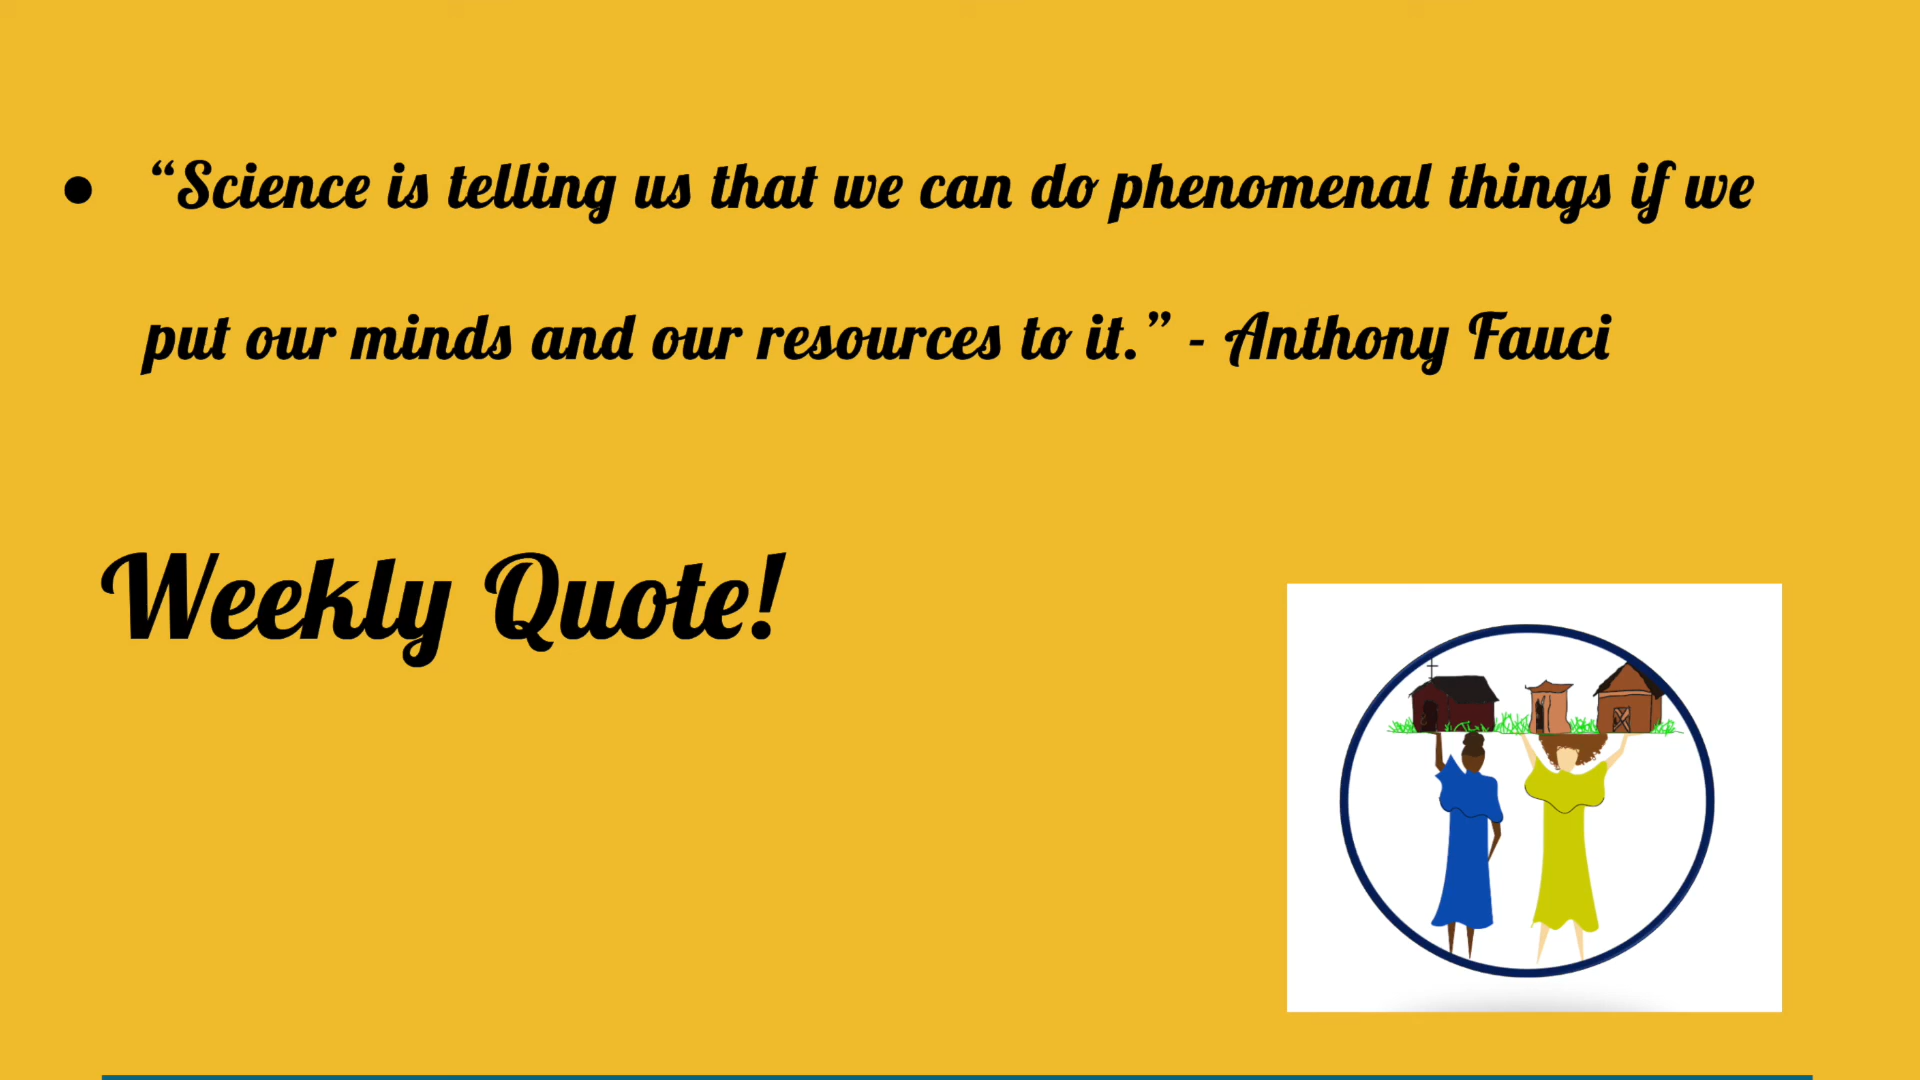 ● “Science is telling us that we can do phenomenal things if we
put our minds and our resources to it.” - Anthony Fauci
Weekly Quote!